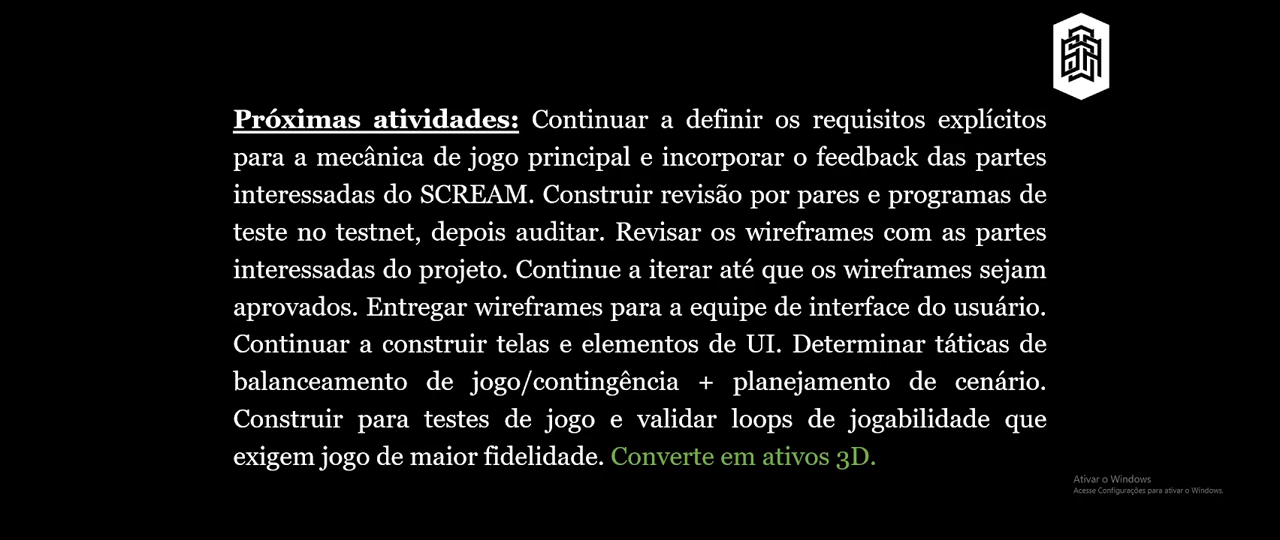 Próximas atividades: Continuar a definir os requisitos explícitos
para a mecânica de jogo principal e incorporar o feedback das partes
interessadas do SCREAM. Construir revisão por pares e programas de
teste no testnet, depois auditar. Revisar os wireframes com as partes
interessadas do projeto. Continue a iterar até que os wireframes sejam
aprovados. Entregar wireframes para a equipe de interface do usuário.
Continuar a construir telas e elementos de UI. Determinar táticas de
balanceamento de jogo/contingência + planejamento de cenário.
Construir para testes de jogo e validar loops de jogabilidade que
exigem jogo de maior fidelidade. Converte em ativos 3D.
Ativar o Windows
Acesse Configurações para ativar o Windows.